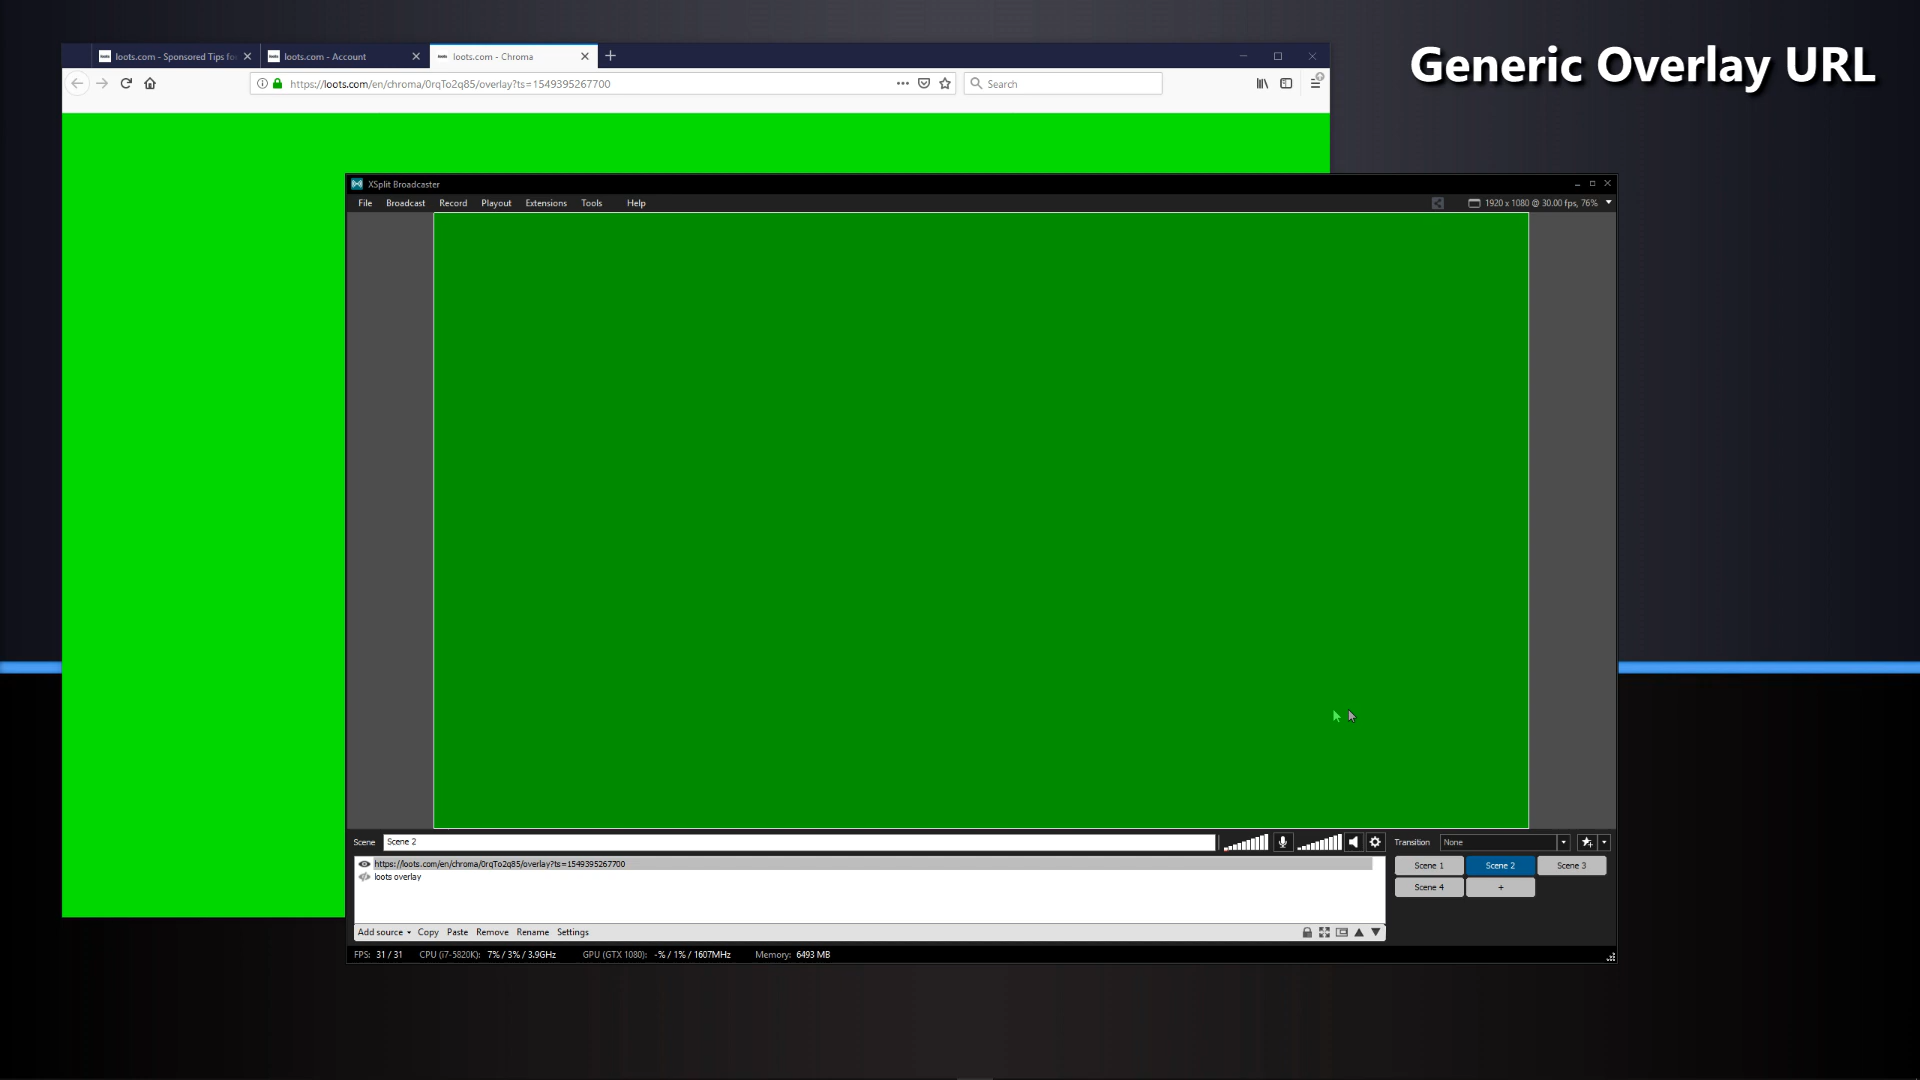 Generic Overlay URL
loots.com - Sponsored Tips fo
loots.com - Account
loots.com - Chroma
https://loots.com/en/chroma/0rqTo2q85/overlay?ts=1549395267700
Search
XSplit Broadcaster
File Broadcast Record Playout Extensions Tools Help
1920 x 1080 @ 30.00 fps, 76%
Scene Scene 2
Transition None
https://loots.com/en/chroma/0rqTo2q85/overlay?ts=1549395267700
loots overlay
Scene 1 Scene 2 Scene 3
Scene 4 +
Add source Copy Paste Remove Rename Settings
FPS: 31 / 31 CPU (i7-5820K): 7% / 3% / 3.9GHz GPU (GTX 1080): -% / 1% / 1607MHz Memory: 6493 MB